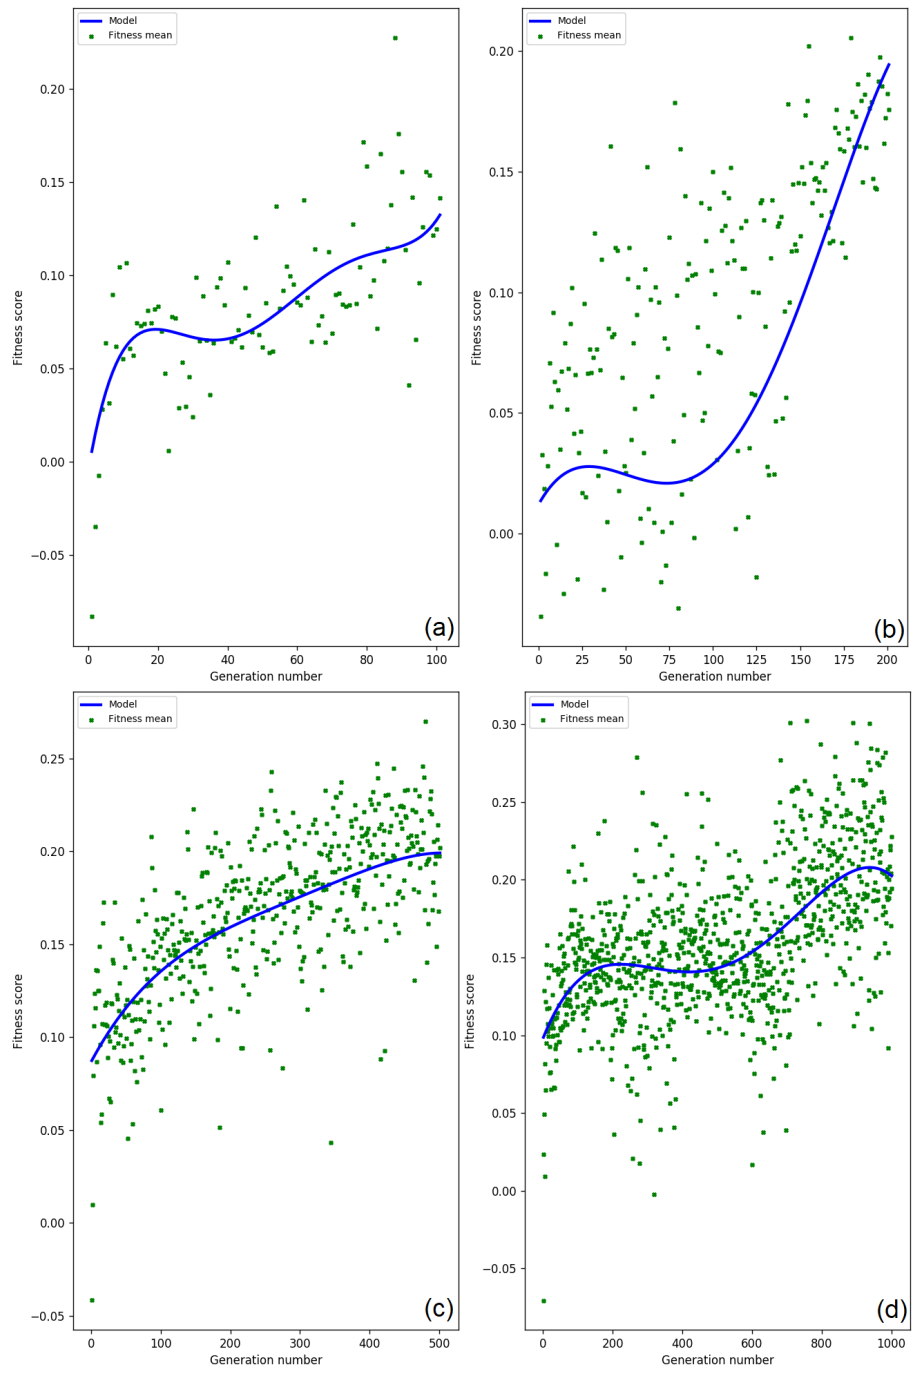 Model
Fitness mean
0.20
0.15
0.10
0.05
0.00
−0.05
Fitness score
0
20
40
60
80
100
Generation number
(a)
Model
Fitness mean
0.20
0.15
0.10
0.05
0.00
Fitness score
0
25
50
75
100
125
150
175
200
Generation number
(b)
Model
Fitness mean
0.25
0.20
0.15
0.10
0.05
0.00
−0.05
Fitness score
0
100
200
300
400
500
Generation number
(c)
Model
Fitness mean
0.30
0.25
0.20
0.15
0.10
0.05
0.00
−0.05
Fitness score
0
200
400
600
800
1000
Generation number
(d)